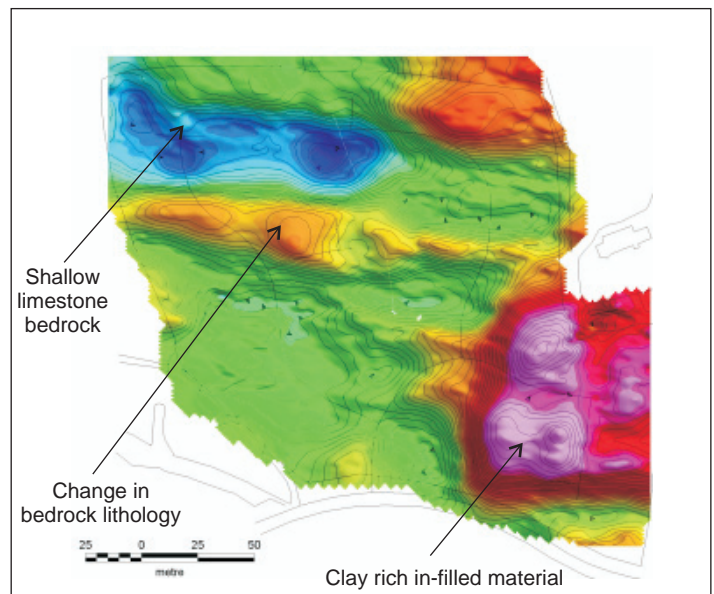 Shallow
limestone
bedrock
Change in
bedrock lithology
25 0 25 50
metre
Clay rich in-filled material